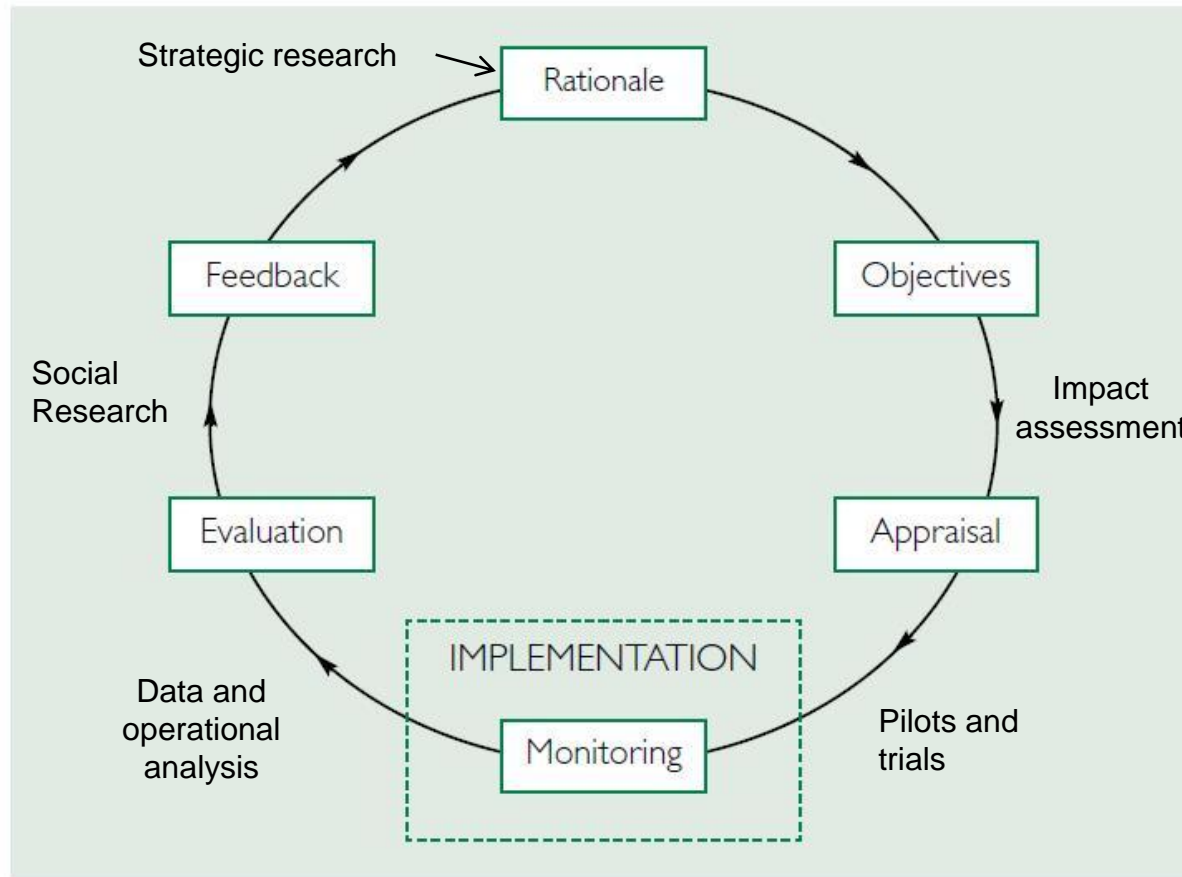 Strategic research
Rationale
Feedback
Objectives
Social
Research
Impact
assessment
Evaluation
Appraisal
IMPLEMENTATION
Monitoring
Data and
operational
analysis
Pilots and
trials